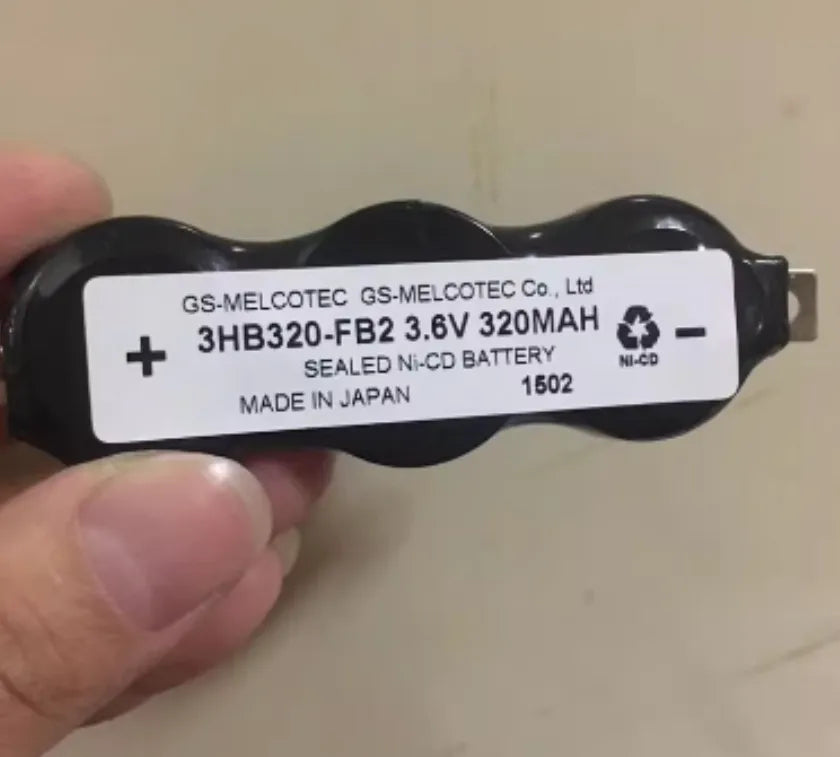 GS-MELCOTEC GS-MELCOTEC Co., Ltd
+ 3HB320-FB2 3.6V 320MAH -
SEALED Ni-CD BATTERY
NI-CD
MADE IN JAPAN 1502